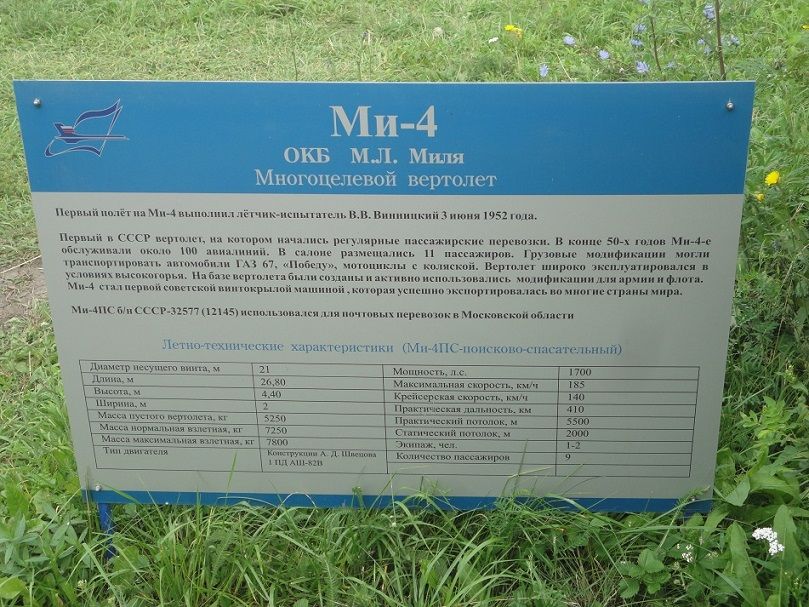 Ми-4
ОКБ М.Л. Миля
Многоцелевой вертолет
Первый полёт на Ми-4 выполнил лётчик-испытатель В.В. Винницкий 3 июня 1952 года.
Первый в СССР вертолет, на котором начались регулярные пассажирские перевозки. В конце 50-х годов Ми-4-е
обслуживали около 100 авиалиний. В салоне размещались 11 пассажиров. Грузовые модификации могли
транспортировать автомобили ГАЗ 67, «Победу», мотоциклы с коляской. Вертолет широко эксплуатировался в
условиях высокогорья. На базе вертолета были созданы и активно использовались модификации для армии и флота.
Ми-4 стал первой советской винтокрылой машиной , которая успешно экспортировалась во многие страны мира.
Ми-4ПС б/н СССР-32577 (12145) использовался для почтовых перевозок в Московской области
Летно-технические характеристики (Ми-4ПС-поисково-спасательный)
Диаметр несущего винта, м 21 Мощность, л.с. 1700
Длина, м 26,80 Максимальная скорость, км/ч 185
Высота, м 4,40 Крейсерская скорость, км/ч 140
Ширина, м 2 Практическая дальность, км 410
Масса пустого вертолета, кг 5250 Практический потолок, м 5500
Масса нормальная взлетная, кг 7250 Статический потолок, м 2000
Масса максимальная взлетная, кг 7800 Экипаж, чел. 1-2
Тип двигателя Конструкции А. Д. Швецова Количество пассажиров 9
1 ПД АШ-82В